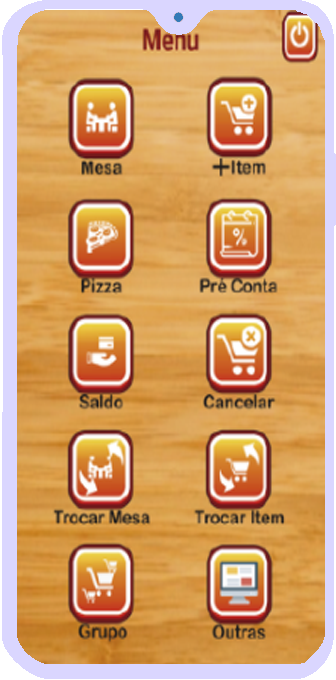 Menu
Mesa
+Item
Pizza
Pré Conta
%
Saldo
Cancelar
Trocar Mesa
Trocar Item
Grupo
Outras